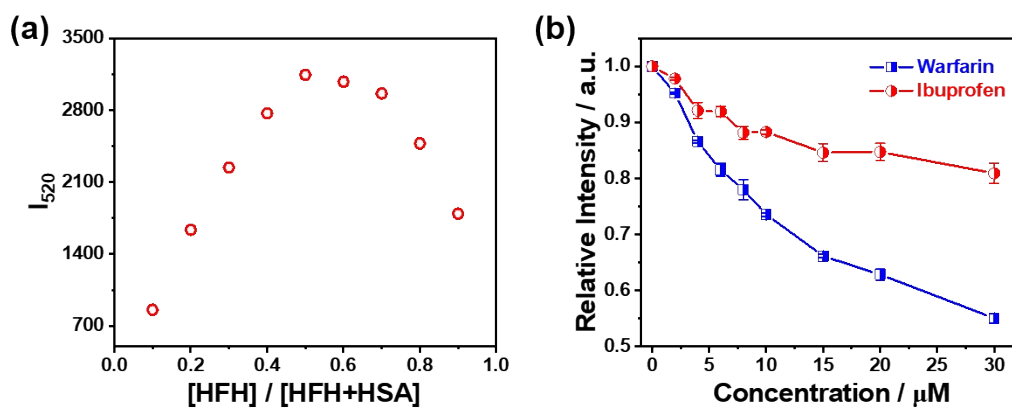 (a)
I520
3500
2800
2100
1400
700
0.0 0.2 0.4 0.6 0.8 1.0
[HFH] / [HFH+HSA]
(b)
Relative Intensity / a.u.
1.0
0.9
0.8
0.7
0.6
0.5
Warfarin
Ibuprofen
0 5 10 15 20 25 30
Concentration / μM